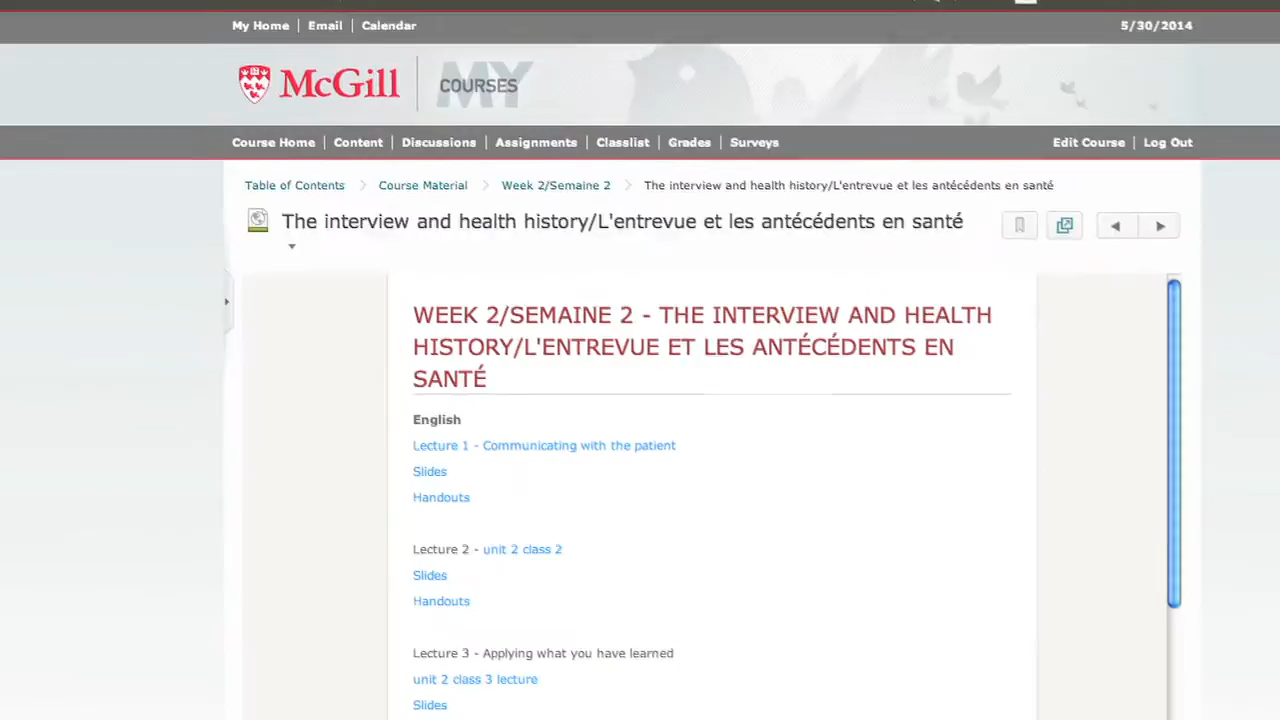 My Home Email Calendar 5/30/2014
McGill MY COURSES
Course Home Content Discussions Assignments Classlist Grades Surveys Edit Course Log Out
Table of Contents Course Material Week 2/Semaine 2 The interview and health history/L'entrevue et les antécédents en santé
The interview and health history/L'entrevue et les antécédents en santé
WEEK 2/SEMAINE 2 - THE INTERVIEW AND HEALTH
HISTORY/L'ENTREVUE ET LES ANTÉCÉDENTS EN
SANTÉ
English
Lecture 1 - Communicating with the patient
Slides
Handouts
Lecture 2 - unit 2 class 2
Slides
Handouts
Lecture 3 - Applying what you have learned
unit 2 class 3 lecture
Slides